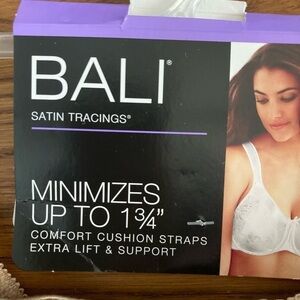 BALI®
SATIN TRACINGS®
MINIMIZES
UP TO 1¾"
COMFORT CUSHION STRAPS
EXTRA LIFT & SUPPORT